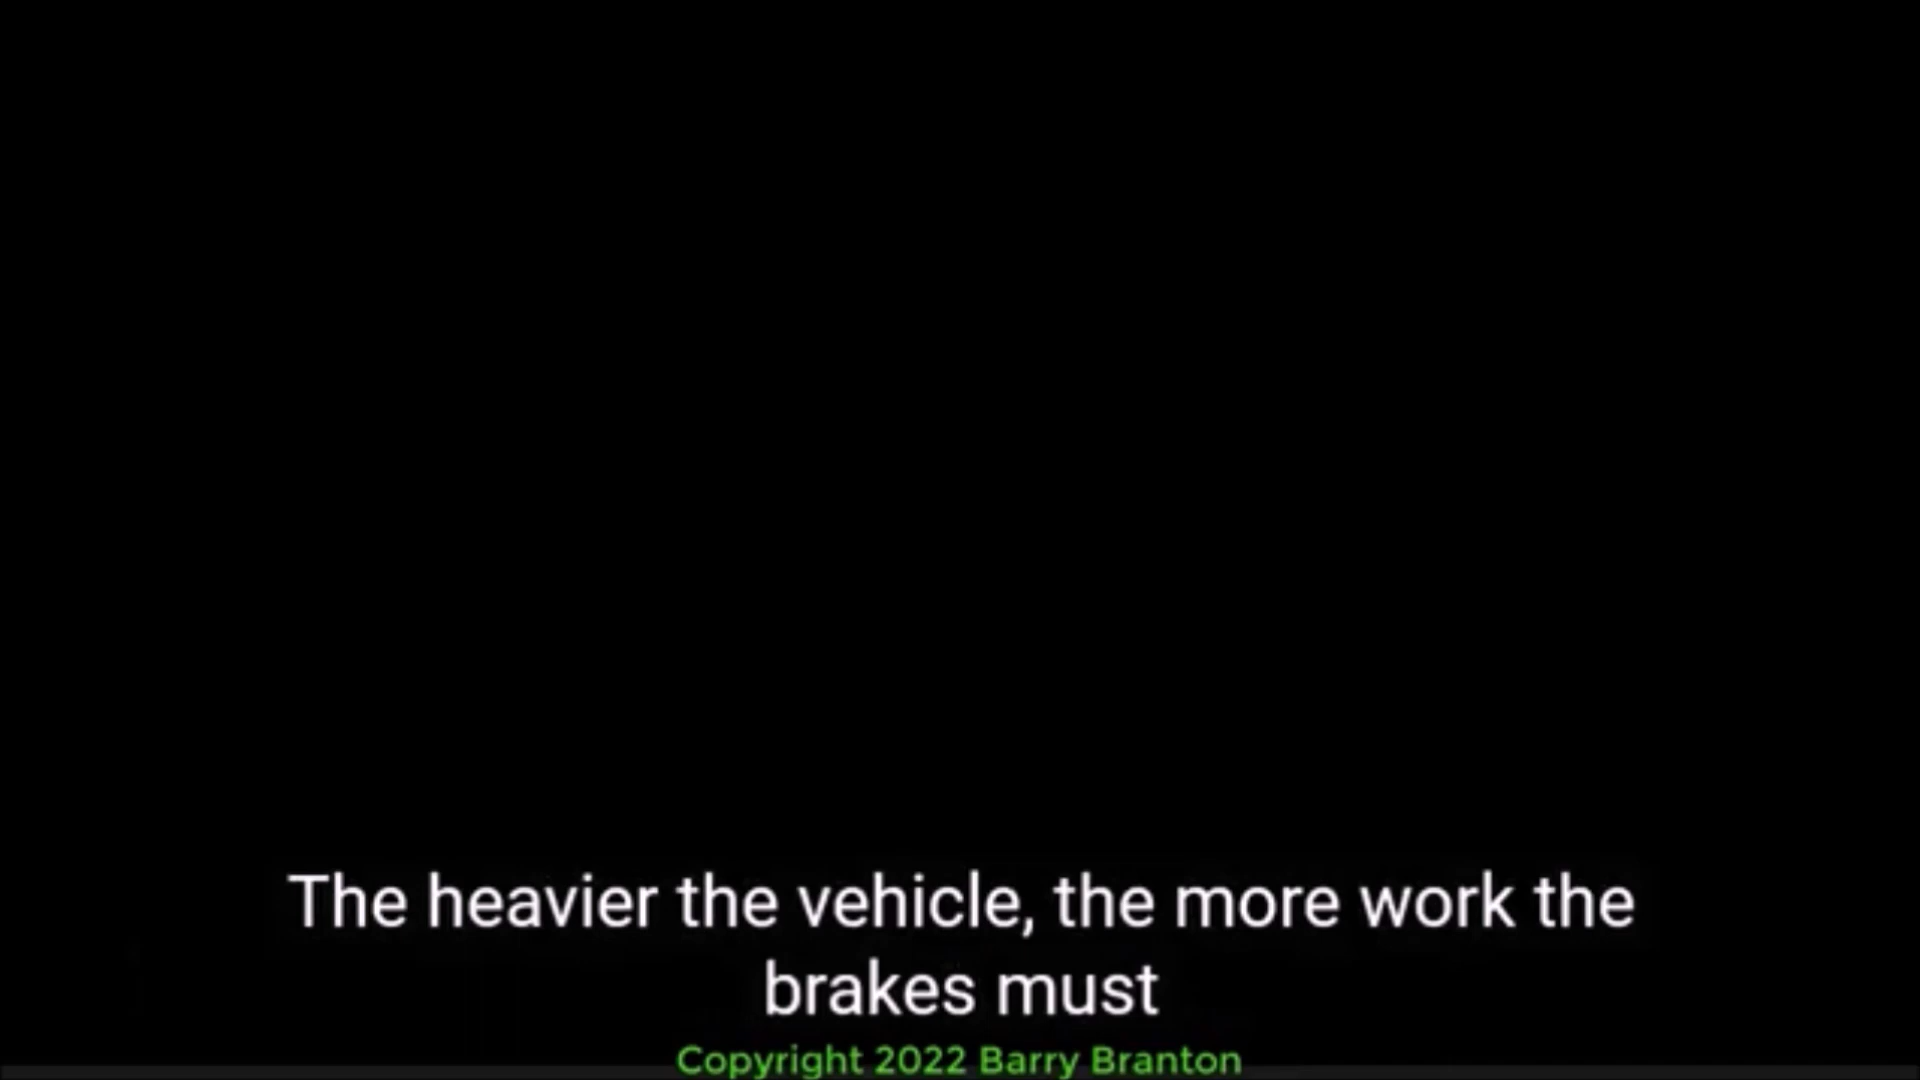 The heavier the vehicle, the more work the
brakes must
Copyright 2022 Barry Branton